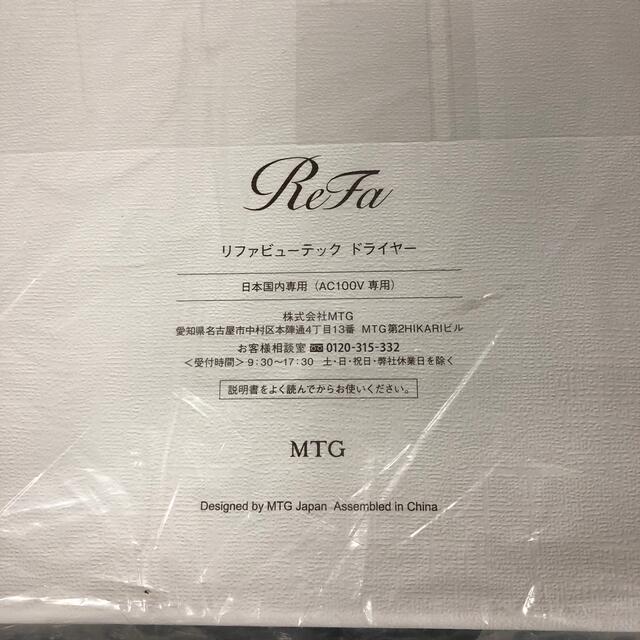 ReFa
リファビューテック ドライヤー
日本国内専用（AC100V 専用）
株式会社MTG
愛知県名古屋市中村区本陣通4丁目13番 MTG第2HIKARIビル
お客様相談室 0120-315-332
＜受付時間＞9:30〜17:30 土・日・祝日・弊社休業日を除く
説明書をよく読んでからお使いください。
MTG
Designed by MTG Japan Assembled in China